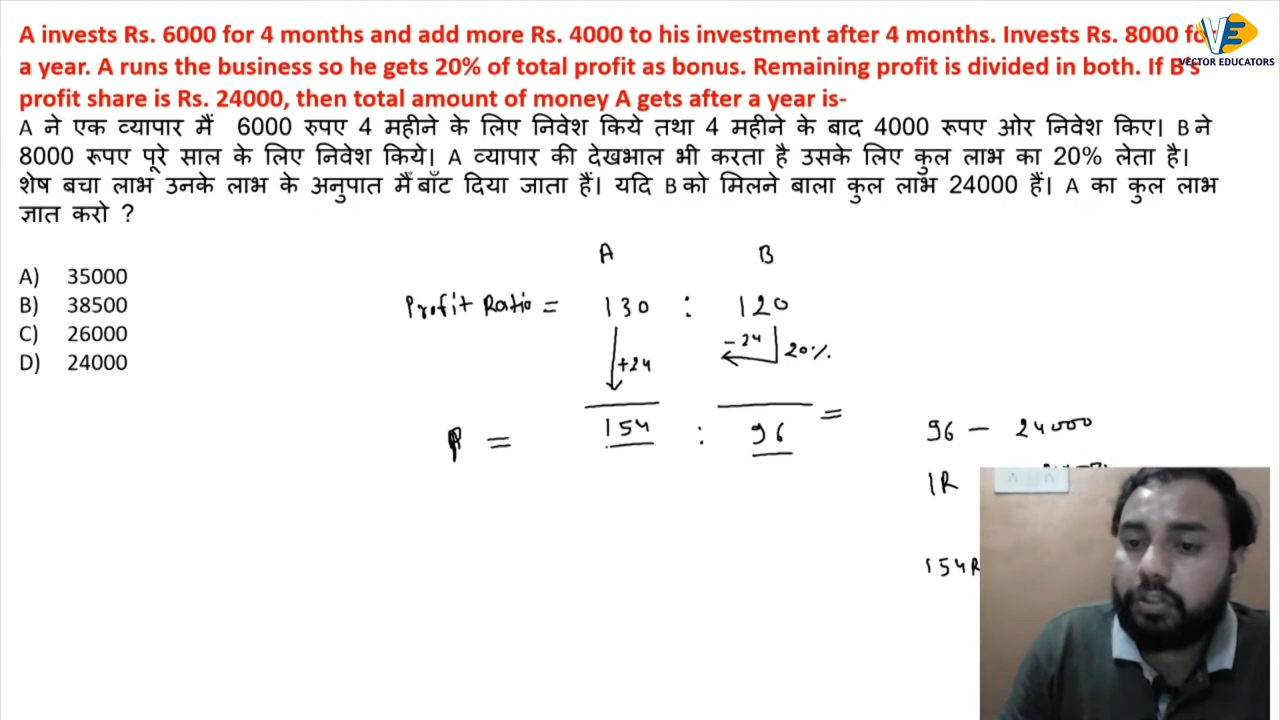 A invests Rs. 6000 for 4 months and add more Rs. 4000 to his investment after 4 months. Invests Rs. 8000
a year. A runs the business so he gets 20% of total profit as bonus. Remaining profit is divided in both. If B's
profit share is Rs. 24000, then total amount of money A gets after a year is-
VE
VECTOR EDUCATORS
A ने एक व्यापार मैं 6000 रुपए 4 महीने के लिए निवेश किये तथा 4 महीने के बाद 4000 रूपए ओर निवेश किए। B ने
8000 रूपए पूरे साल के लिए निवेश किये। A व्यापार की देखभाल भी करता है उसके लिए कुल लाभ का 20% लेता है।
शेष बचा लाभ उनके लाभ के अनुपात मैं बाँट दिया जाता हैं। यदि B को मिलने बाला कुल लाभ 24000 हैं। A का कुल लाभ
ज्ञात करो ?
A) 35000
B) 38500
C) 26000
D) 24000
A B
Profit Ratio = 130 : 120
+24 -24 20%
= 154 : 96 =
96 - 24000
1R
154R